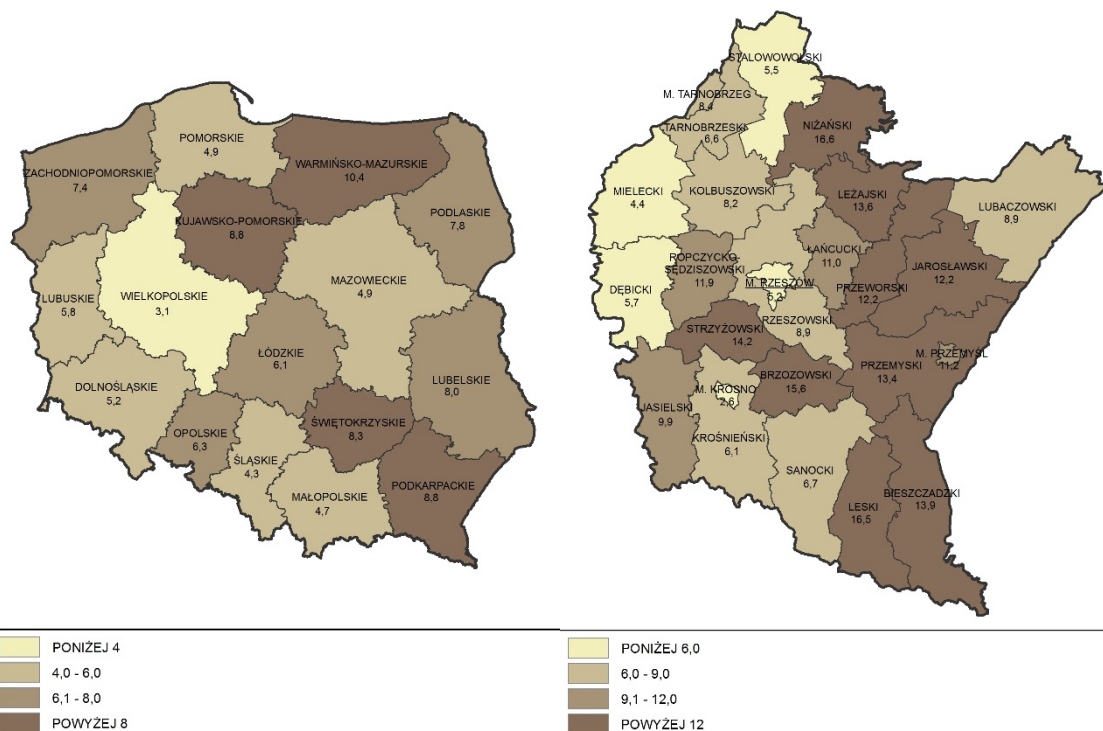 POMORSKIE
4,9
WARMIŃSKO-MAZURSKIE
10,4
ZACHODNIOPOMORSKIE
7,4
KUJAWSKO-POMORSKIE
8,8
PODLASKIE
7,8
MAZOWIECKIE
4,9
LUBUSKIE
5,8
WIELKOPOLSKIE
3,1
ŁÓDZKIE
6,1
LUBELSKIE
8,0
DOLNOŚLĄSKIE
5,2
OPOLSKIE
6,3
ŚLĄSKIE
4,3
ŚWIĘTOKRZYSKIE
8,3
MAŁOPOLSKIE
4,7
PODKARPACKIE
8,8
PONIŻEJ 4
4,0 - 6,0
6,1 - 8,0
POWYŻEJ 8
STALOWOWOLSKI
5,5
M. TARNOBRZEG
8,4
TARNOBRZESKI
6,6
NIŻAŃSKI
16,6
MIELECKI
4,4
KOLBUSZOWSKI
8,2
LEŻAJSKI
13,6
LUBACZOWSKI
8,9
ROPCZYCKO-
SĘDZISZOWSKI
11,9
ŁAŃCUCKI
11,0
JAROSŁAWSKI
12,2
DĘBICKI
5,7
M. RZESZÓW
5,2
PRZEWORSKI
12,2
RZESZOWSKI
8,9
STRZYŻOWSKI
14,2
PRZEMYSKI
13,4
M. PRZEMYŚL
11,2
BRZOZOWSKI
15,6
M. KROSNO
2,6
JASIELSKI
9,9
KROŚNIEŃSKI
6,1
SANOCKI
6,7
LESKI
16,5
BIESZCZADZKI
13,9
PONIŻEJ 6,0
6,0 - 9,0
9,1 - 12,0
POWYŻEJ 12